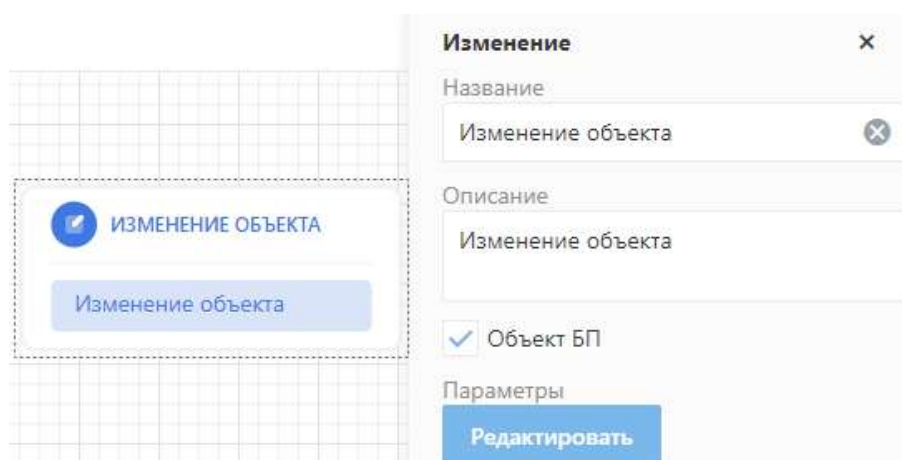 ИЗМЕНЕНИЕ ОБЪЕКТА
Изменение объекта
Изменение
Название
Изменение объекта
Описание
Изменение объекта
Объект БП
Параметры
Редактировать